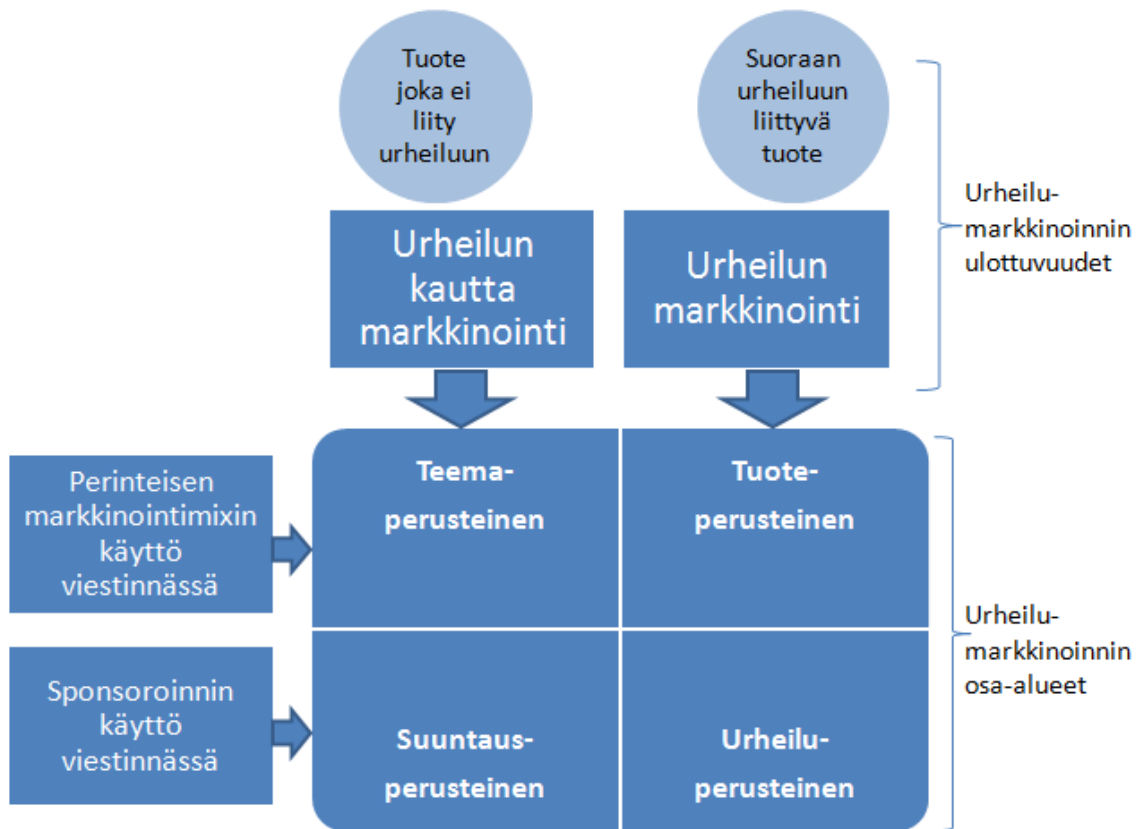 Tuote
joka ei
liity
urheiluun
Suoraan
urheiluun
liittyvä
tuote
Urheilu-
markkinoinnin
ulottuvuudet
Urheilun
kautta
markkinointi
Urheilun
markkinointi
Perinteisen
markkinointimixin
käyttö
viestinnässä
Teema-
perusteinen
Tuote-
perusteinen
Urheilu-
markkinoinnin
osa-alueet
Sponsoroinnin
käyttö
viestinnässä
Suuntaus-
perusteinen
Urheilu-
perusteinen